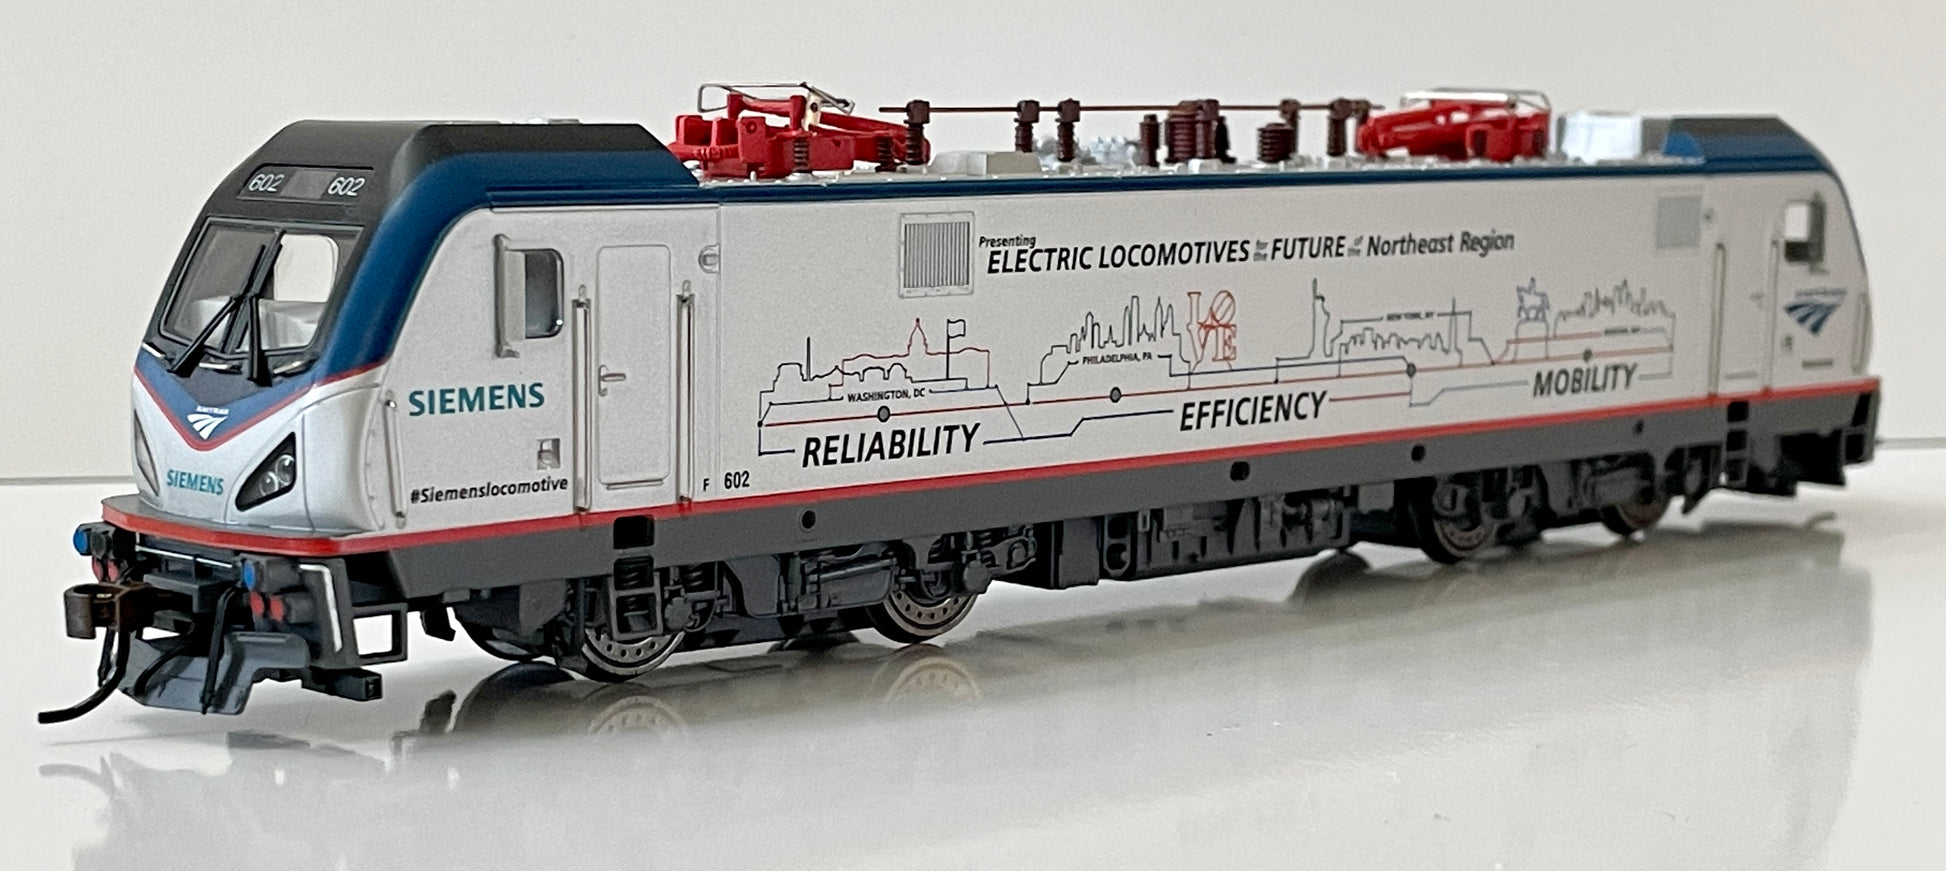 602 602
AMTRAK
SIEMENS
SIEMENS
#Siemenslocomotive
F 602
Presenting
ELECTRIC LOCOMOTIVES for the FUTURE of the Northeast Region
WASHINGTON, DC
PHILADELPHIA, PA
LOVE
NEW YORK, NY
RELIABILITY
EFFICIENCY
MOBILITY